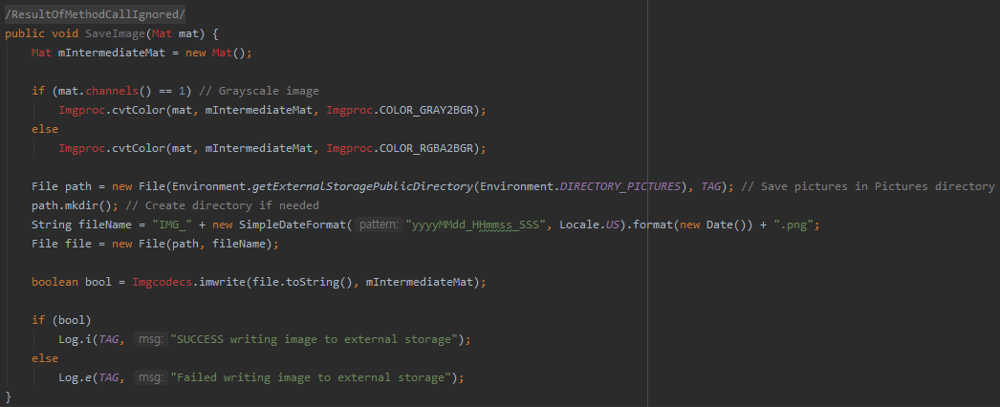 /ResultOfMethodCallIgnored/
public void SaveImage(Mat mat) {
    Mat mIntermediateMat = new Mat();

    if (mat.channels() == 1) // Grayscale image
        Imgproc.cvtColor(mat, mIntermediateMat, Imgproc.COLOR_GRAY2BGR);
    else
        Imgproc.cvtColor(mat, mIntermediateMat, Imgproc.COLOR_RGBA2BGR);

    File path = new File(Environment.getExternalStoragePublicDirectory(Environment.DIRECTORY_PICTURES), TAG); // Save pictures in Pictures directory
    path.mkdir(); // Create directory if needed
    String fileName = "IMG_" + new SimpleDateFormat( pattern: "yyyyMMdd_HHmmss_SSS", Locale.US).format(new Date()) + ".png";
    File file = new File(path, fileName);

    boolean bool = Imgcodecs.imwrite(file.toString(), mIntermediateMat);

    if (bool)
        Log.i(TAG, msg: "SUCCESS writing image to external storage");
    else
        Log.e(TAG, msg: "Failed writing image to external storage");
}